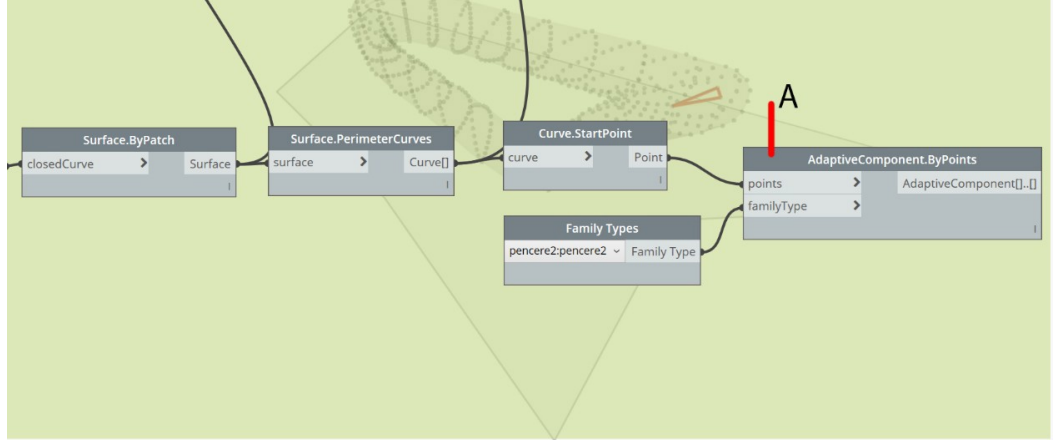 A
Surface.ByPatch
closedCurve > Surface
Surface.PerimeterCurves
surface > Curve[]
Curve.StartPoint
curve > Point
AdaptiveComponent.ByPoints
points > AdaptiveComponent[]..[]
familyType >
Family Types
pencere2:pencere2 Family Type